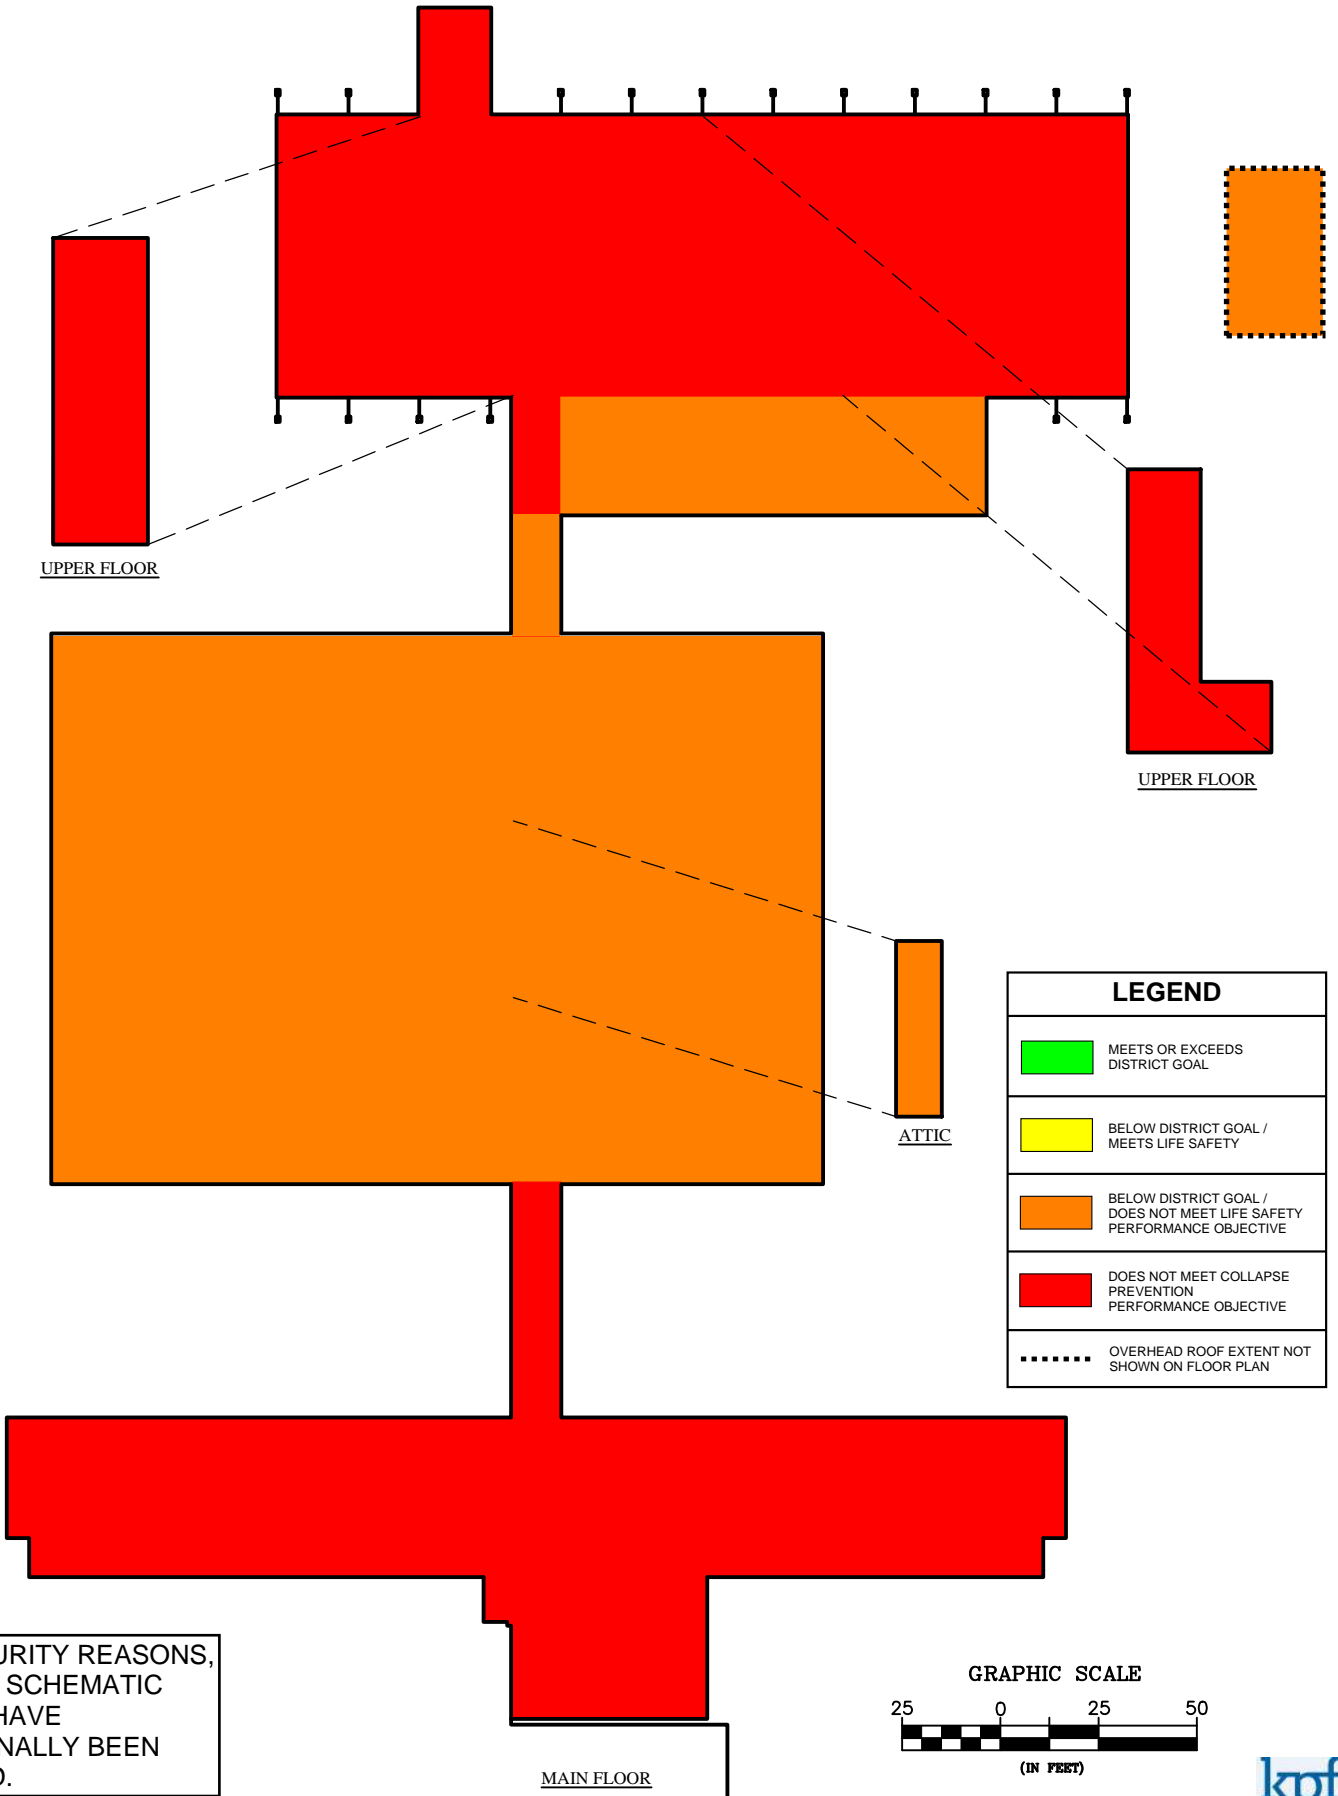 UPPER FLOOR
UPPER FLOOR
ATTIC
LEGEND
MEETS OR EXCEEDS
DISTRICT GOAL
BELOW DISTRICT GOAL /
MEETS LIFE SAFETY
BELOW DISTRICT GOAL /
DOES NOT MEET LIFE SAFETY
PERFORMANCE OBJECTIVE
DOES NOT MEET COLLAPSE
PREVENTION
PERFORMANCE OBJECTIVE
OVERHEAD ROOF EXTENT NOT
SHOWN ON FLOOR PLAN
URITY REASONS,
SCHEMATIC
HAVE
NALLY BEEN
D.
MAIN FLOOR
GRAPHIC SCALE
25 0 25 50
(IN FEET)
kpf